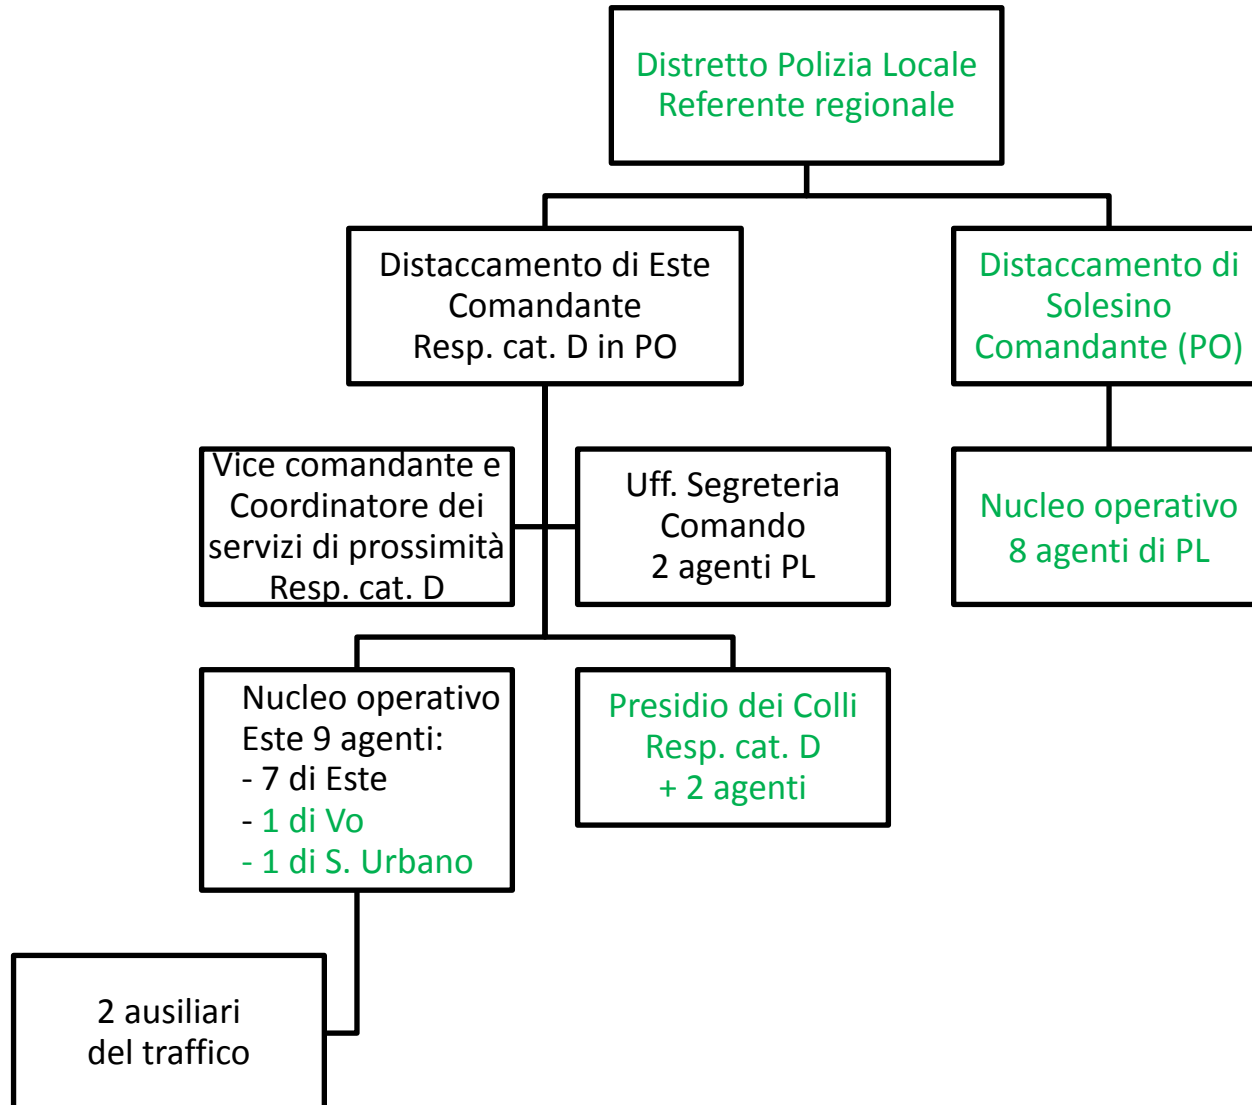 Distretto Polizia Locale
Referente regionale
Distaccamento di Este
Comandante
Resp. cat. D in PO
Distaccamento di
Solesino
Comandante (PO)
Vice comandante e
Coordinatore dei
servizi di prossimità
Resp. cat. D
Uff. Segreteria
Comando
2 agenti PL
Nucleo operativo
8 agenti di PL
Nucleo operativo
Este 9 agenti:
- 7 di Este
- 1 di Vo
- 1 di S. Urbano
Presidio dei Colli
Resp. cat. D
+ 2 agenti
2 ausiliari
del traffico